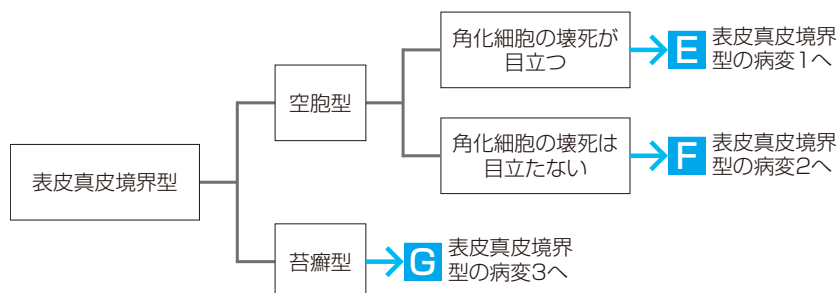 表皮真皮境界型
空胞型
角化細胞の壊死が
目立つ
E
表皮真皮境界
型の病変1へ
角化細胞の壊死は
目立たない
F
表皮真皮境界
型の病変2へ
苔癬型
G
表皮真皮境界
型の病変3へ